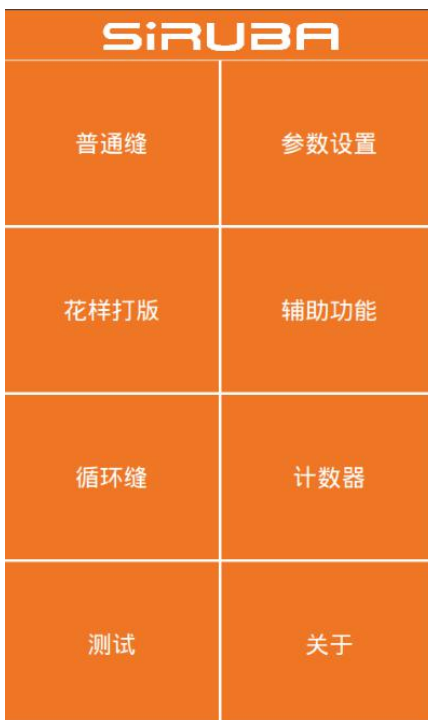 SiRUBA
普通缝
参数设置
花样打版
辅助功能
循环缝
计数器
测试
关于